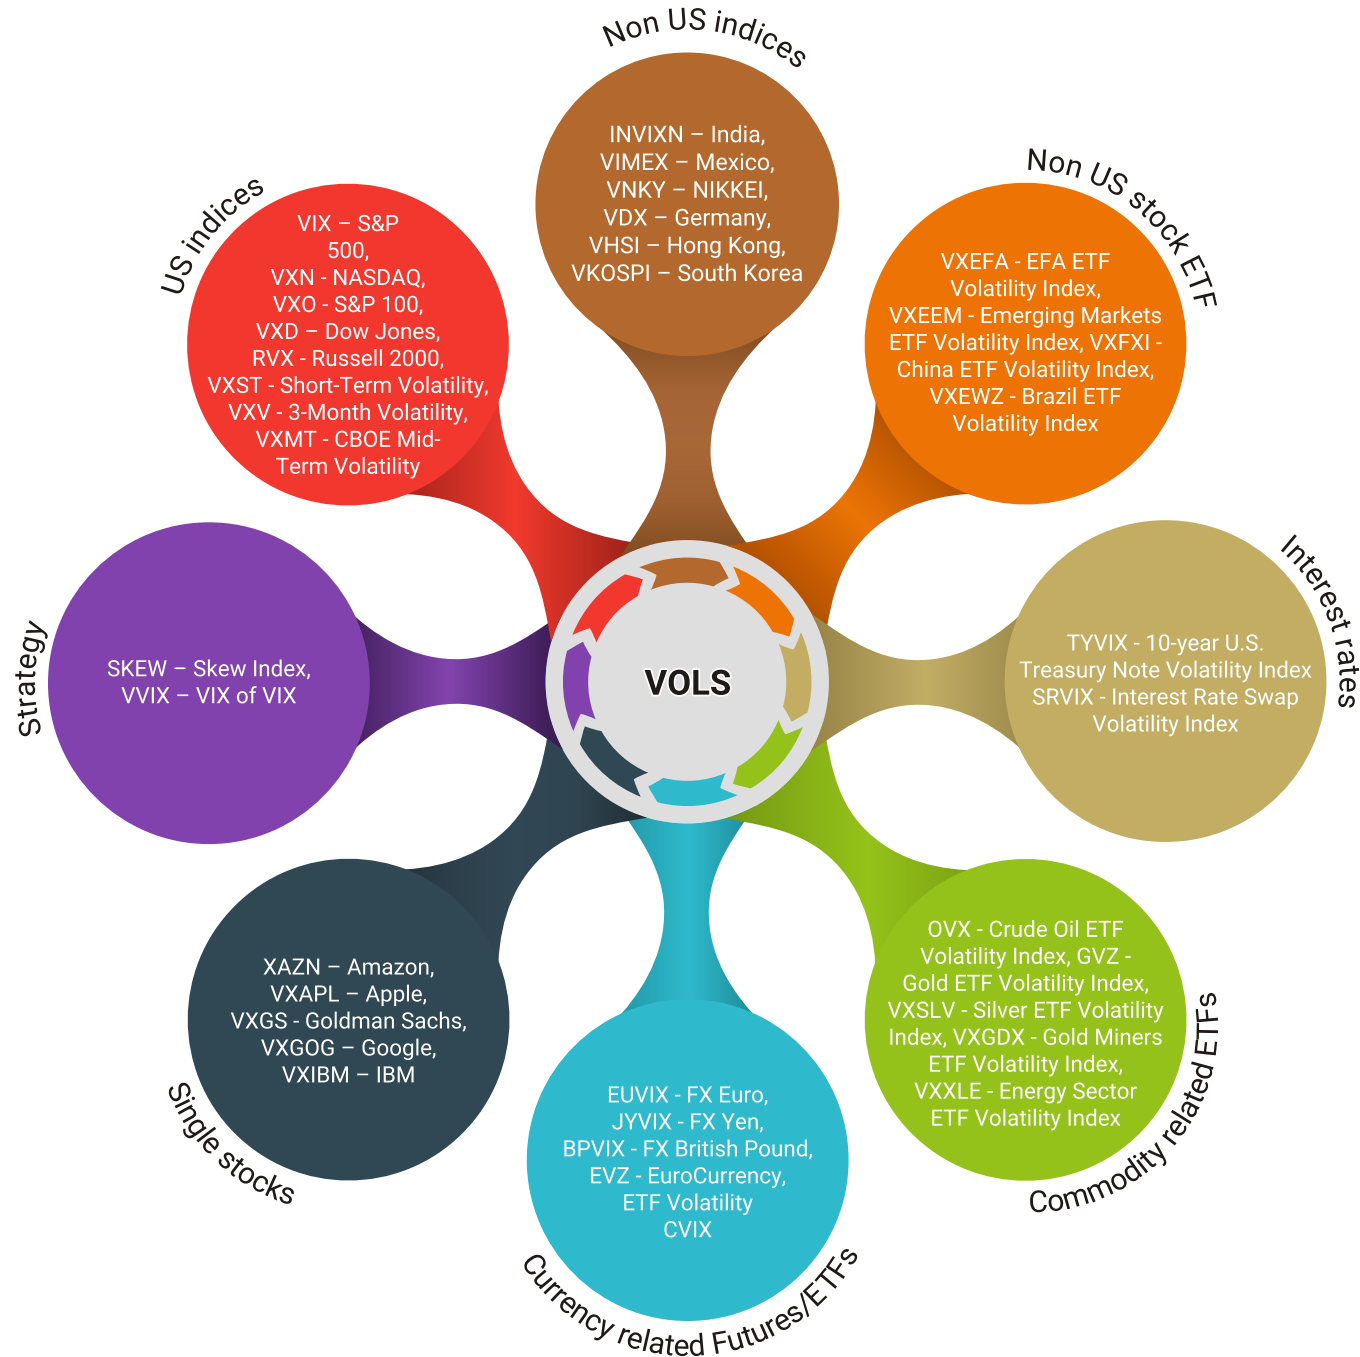 Non US indices
INVIXN – India,
VIMEX – Mexico,
VNKY – NIKKEI,
VDX – Germany,
VHSI – Hong Kong,
VKOSPI – South Korea
Non US stock ETF
VXEFA - EFA ETF
Volatility Index,
VXEEM - Emerging Markets
ETF Volatility Index, VXFXI -
China ETF Volatility Index,
VXEWZ - Brazil ETF
Volatility Index
Interest rates
TYVIX - 10-year U.S.
Treasury Note Volatility Index
SRVIX - Interest Rate Swap
Volatility Index
Commodity related ETFs
OVX - Crude Oil ETF
Volatility Index, GVZ -
Gold ETF Volatility Index,
VXSLV - Silver ETF Volatility
Index, VXGDX - Gold Miners
ETF Volatility Index,
VXXLE - Energy Sector
ETF Volatility Index
Currency related Futures/ETFs
EUVIX - FX Euro,
JYVIX - FX Yen,
BPVIX - FX British Pound,
EVZ - EuroCurrency,
ETF Volatility
CVIX
Single stocks
XAZN – Amazon,
VXAPL – Apple,
VXGS - Goldman Sachs,
VXGOG – Google,
VXIBM – IBM
Strategy
SKEW – Skew Index,
VVIX – VIX of VIX
US indices
VIX – S&P
500,
VXN - NASDAQ,
VXO - S&P 100,
VXD – Dow Jones,
RVX - Russell 2000,
VXST - Short-Term Volatility,
VXV - 3-Month Volatility,
VXMT - CBOE Mid-
Term Volatility
VOLS